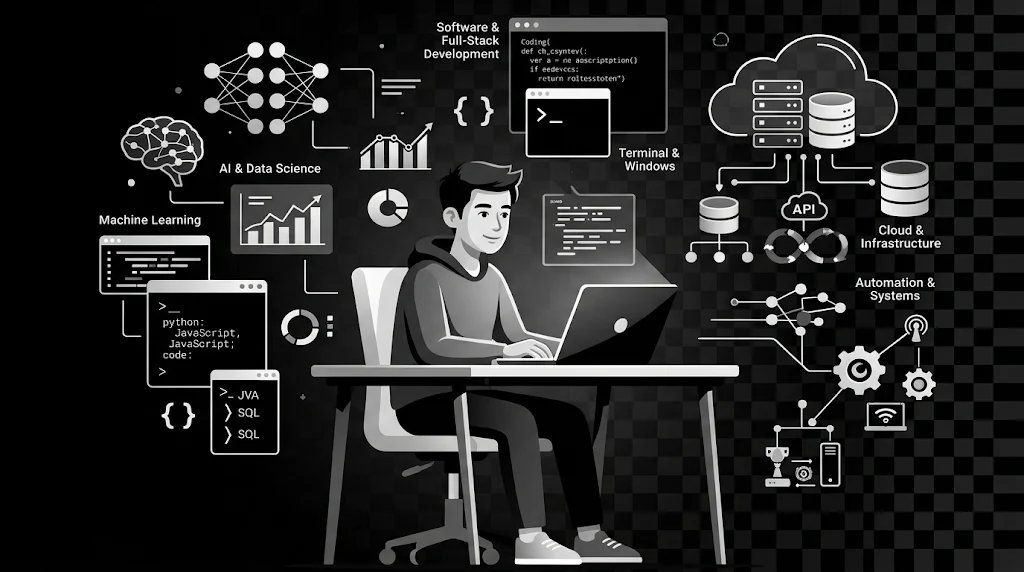 Software &
Full-Stack
Development
Coding(
def ch_csyntev(:
ver a = ne aoscriptption()
if eedevccs:
return roltesstoten")
>_
Terminal &
Windows
AI & Data Science
Machine Learning
>__
python:
JavaScript,
JavaScript;
code:
>
>_ JVA
> SQL
> SQL
{ }
{ }
API
Cloud &
Infrastructure
Automation &
Systems